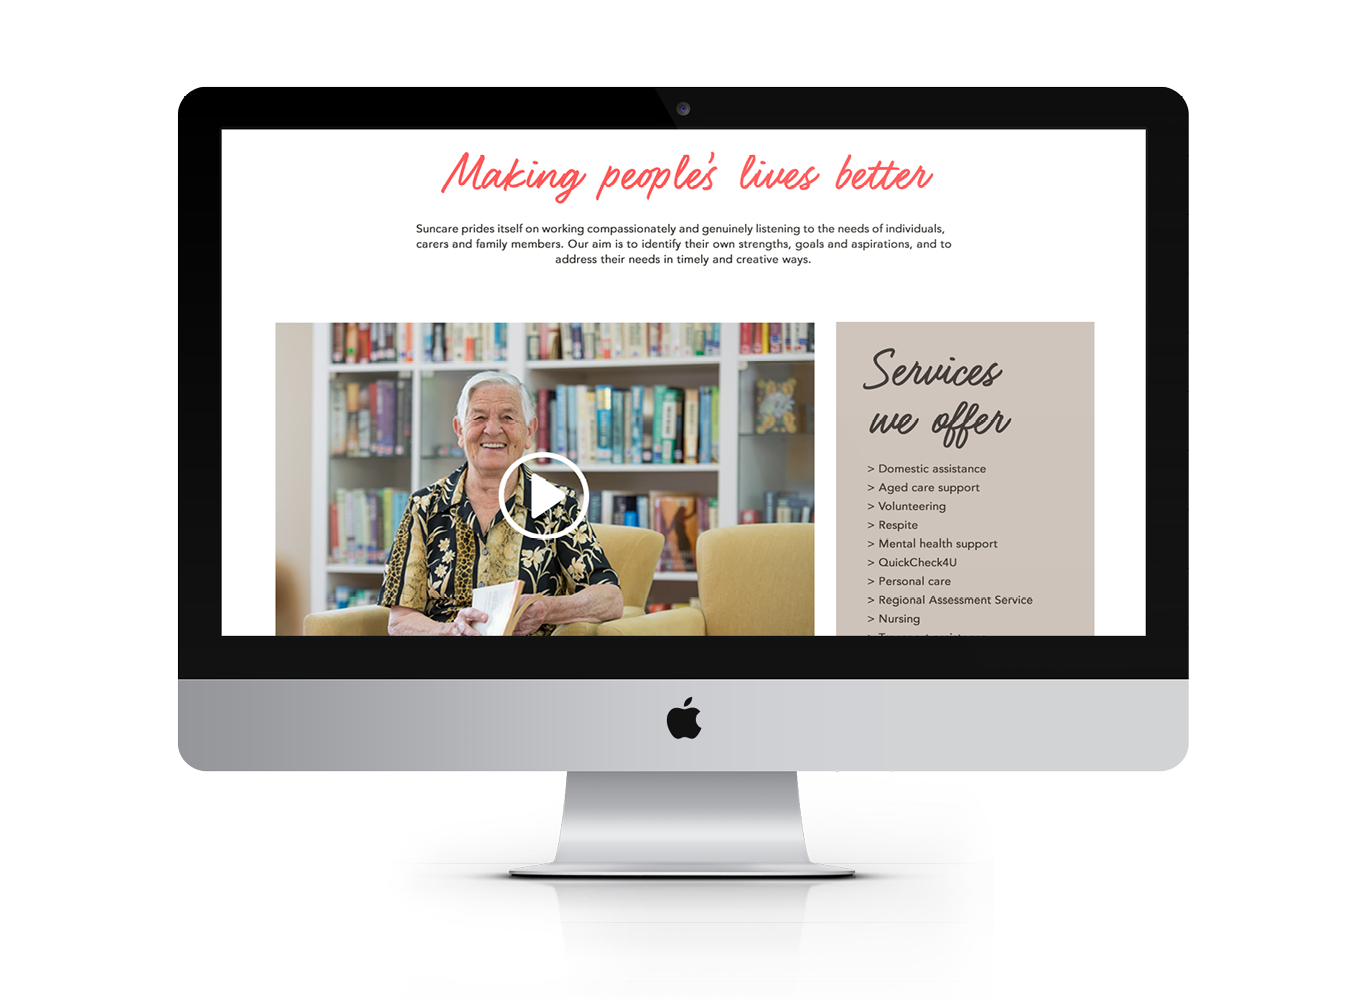 Making people's lives better
Suncare prides itself on working compassionately and genuinely listening to the needs of individuals,
carers and family members. Our aim is to identify their own strengths, goals and aspirations, and to
address their needs in timely and creative ways.
Services
we offer
> Domestic assistance
> Aged care support
> Volunteering
> Respite
> Mental health support
> QuickCheck4U
> Personal care
> Regional Assessment Service
> Nursing